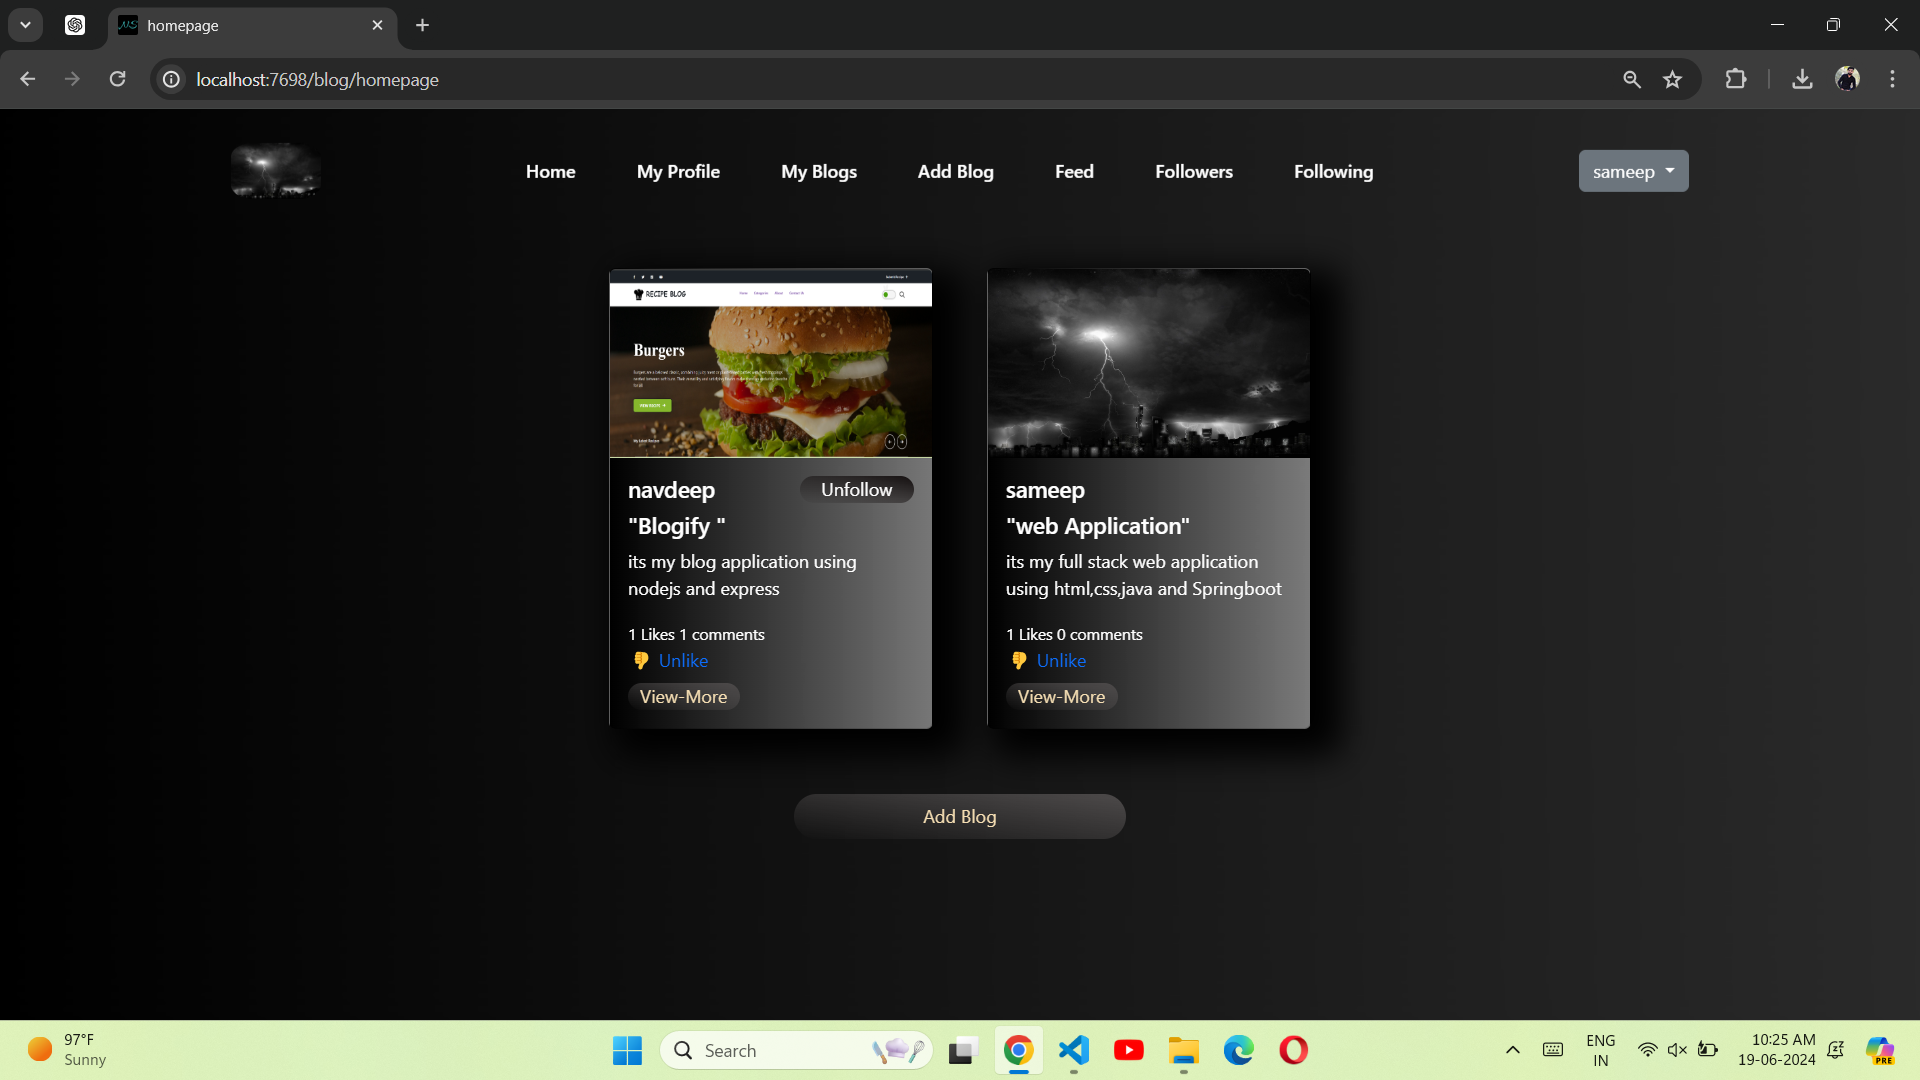 homepage
localhost:7698/blog/homepage
Home My Profile My Blogs Add Blog Feed Followers Following sameep
RECIPE BLOG
Burgers
navdeep Unfollow
"Blogify "
its my blog application using
nodejs and express
1 Likes 1 comments
👎 Unlike
View-More
sameep
"web Application"
its my full stack web application
using html,css,java and Springboot
1 Likes 0 comments
👎 Unlike
View-More
Add Blog
97°F
Sunny
Search
ENG
IN
10:25 AM
19-06-2024
PRE